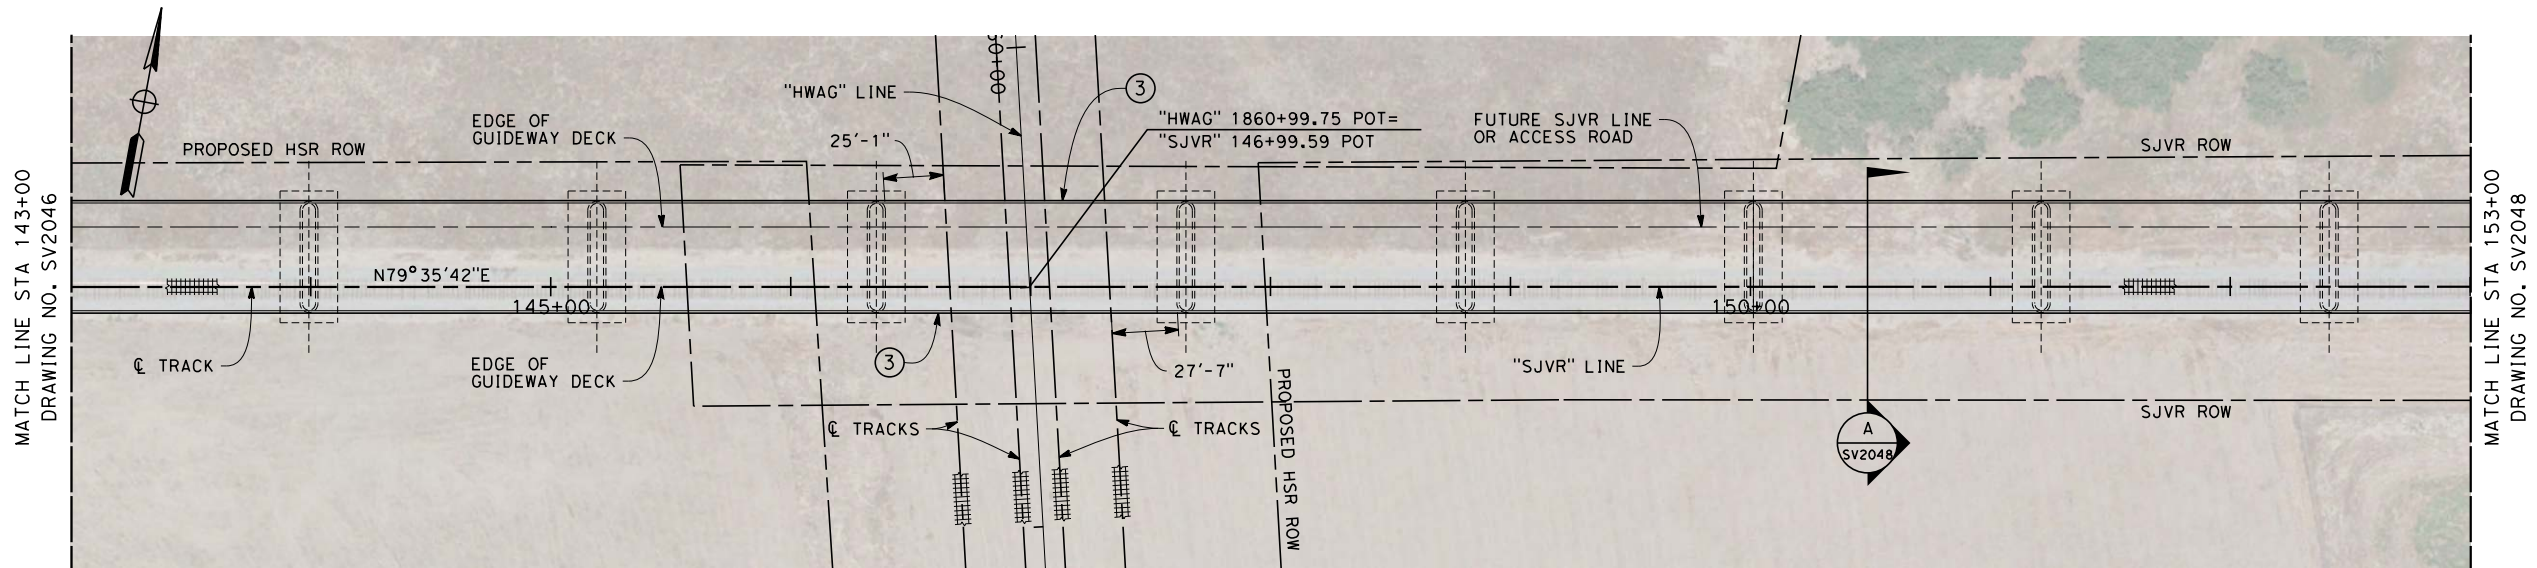 MATCH LINE STA 143+00
DRAWING NO. SV2046
PROPOSED HSR ROW
EDGE OF
GUIDEWAY DECK
"HWAG" LINE
25'-1"
3
"HWAG" 1860+99.75 POT=
"SJVR" 146+99.59 POT
FUTURE SJVR LINE
OR ACCESS ROAD
SJVR ROW
N79°35'42"E
145+00
150+00
℄ TRACK
EDGE OF
GUIDEWAY DECK
3
27'-7"
"SJVR" LINE
℄ TRACKS
℄ TRACKS
PROPOSED HSR ROW
A
SV2048
SJVR ROW
MATCH LINE STA 153+00
DRAWING NO. SV2048